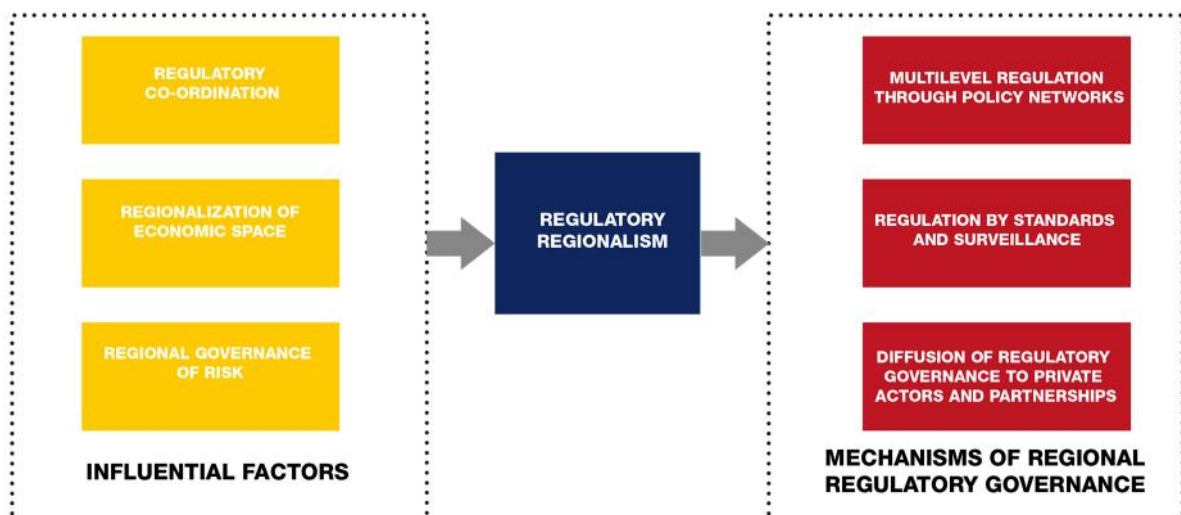 REGULATORY
CO-ORDINATION
REGIONALIZATION OF
ECONOMIC SPACE
REGIONAL GOVERNANCE
OF RISK
INFLUENTIAL FACTORS
REGULATORY
REGIONALISM
MULTILEVEL REGULATION
THROUGH POLICY NETWORKS
REGULATION BY STANDARDS
AND SURVEILLANCE
DIFFUSION OF REGULATORY
GOVERNANCE TO PRIVATE
ACTORS AND PARTNERSHIPS
MECHANISMS OF REGIONAL
REGULATORY GOVERNANCE